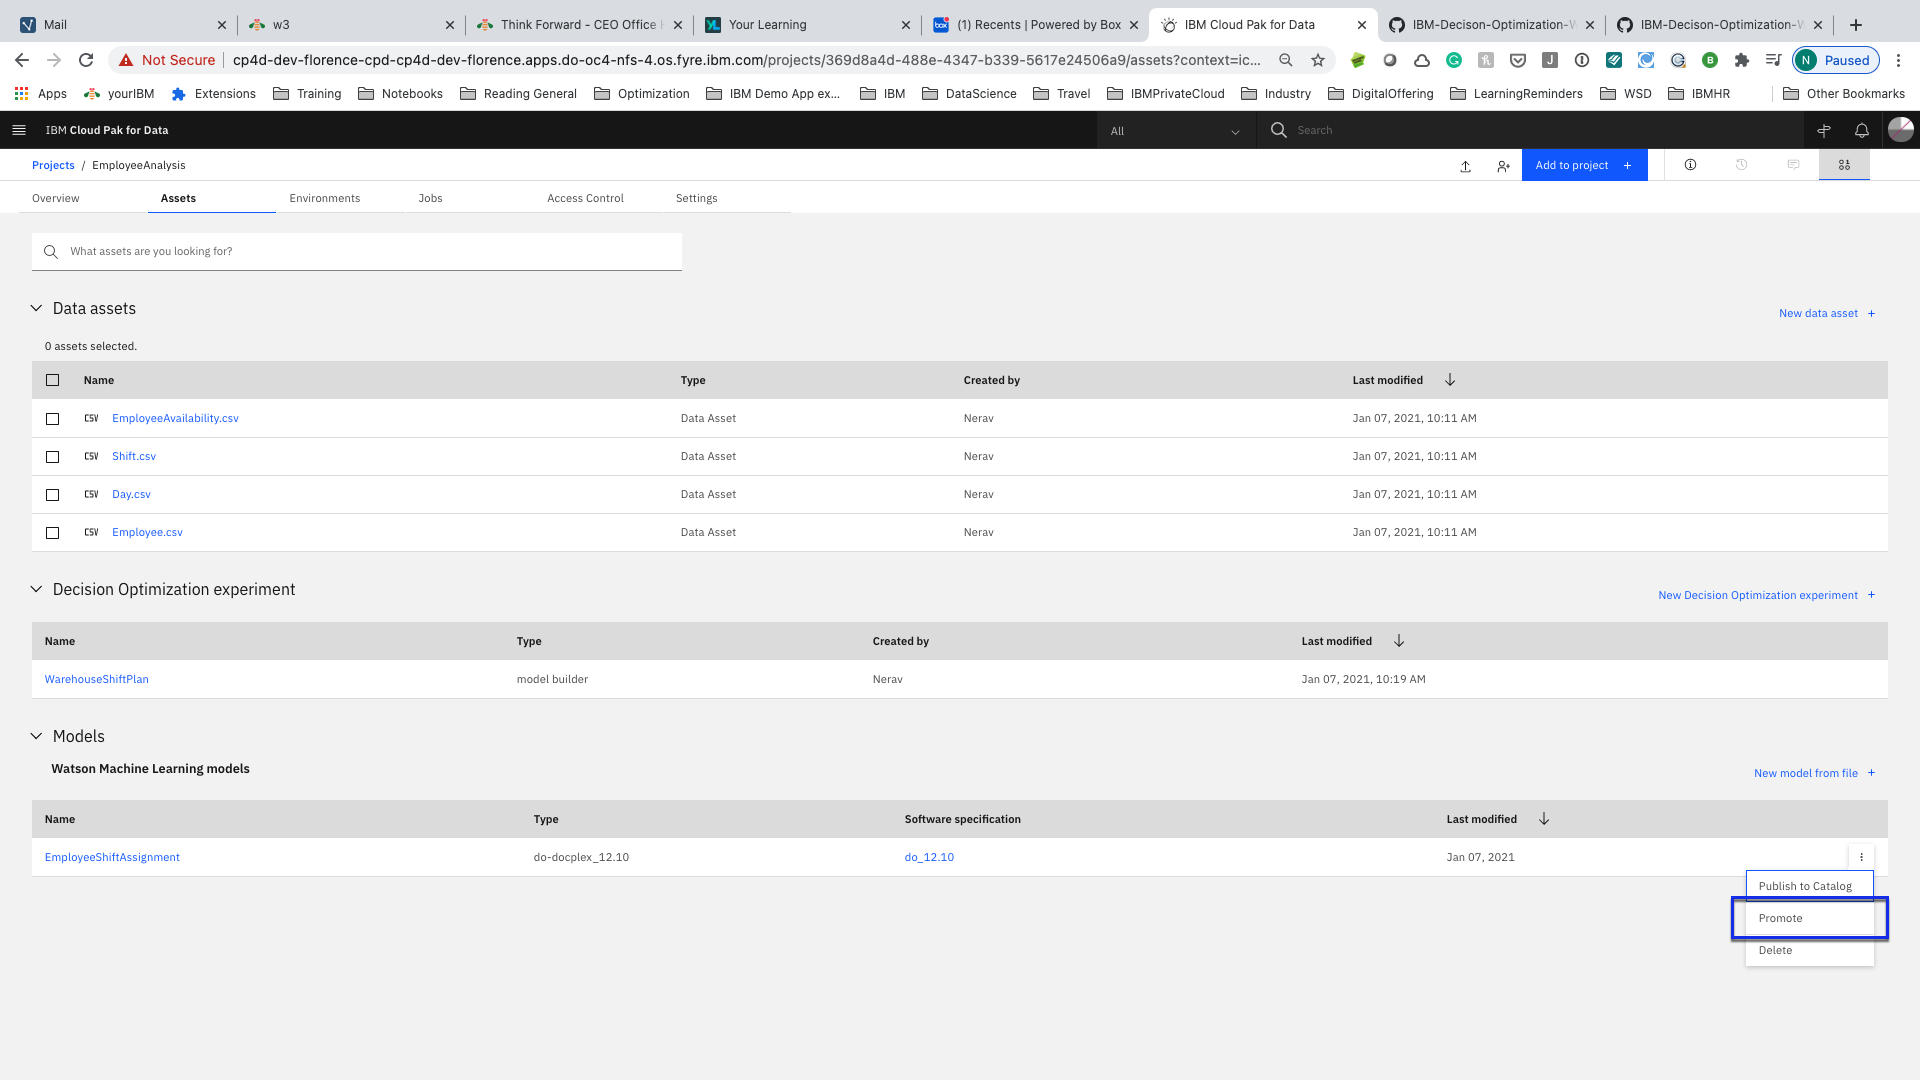 Mail
w3
Think Forward - CEO Office
Your Learning
(1) Recents | Powered by Box
IBM Cloud Pak for Data
IBM-Decison-Optimization-
IBM-Decison-Optimization-
Not Secure
cp4d-dev-florence-cpd-cp4d-dev-florence.apps.do-oc4-nfs-4.os.fyre.ibm.com/projects/369d8a4d-488e-4347-b339-5617e24506a9/assets?context=ic...
N Paused
Apps
yourIBM
Extensions
Training
Notebooks
Reading General
Optimization
IBM Demo App ex...
IBM
DataScience
Travel
IBMPrivateCloud
Industry
DigitalOffering
LearningReminders
WSD
IBMHR
Other Bookmarks
IBM Cloud Pak for Data
All
Search
Projects / EmployeeAnalysis
Add to project +
Overview
Assets
Environments
Jobs
Access Control
Settings
What assets are you looking for?
Data assets
New data asset +
0 assets selected.
Name Type Created by Last modified
CSV EmployeeAvailability.csv Data Asset Nerav Jan 07, 2021, 10:11 AM
CSV Shift.csv Data Asset Nerav Jan 07, 2021, 10:11 AM
CSV Day.csv Data Asset Nerav Jan 07, 2021, 10:11 AM
CSV Employee.csv Data Asset Nerav Jan 07, 2021, 10:11 AM
Decision Optimization experiment
New Decision Optimization experiment +
Name Type Created by Last modified
WarehouseShiftPlan model builder Nerav Jan 07, 2021, 10:19 AM
Models
Watson Machine Learning models
New model from file +
Name Type Software specification Last modified
EmployeeShiftAssignment do-docplex_12.10 do_12.10 Jan 07, 2021
Publish to Catalog
Promote
Delete